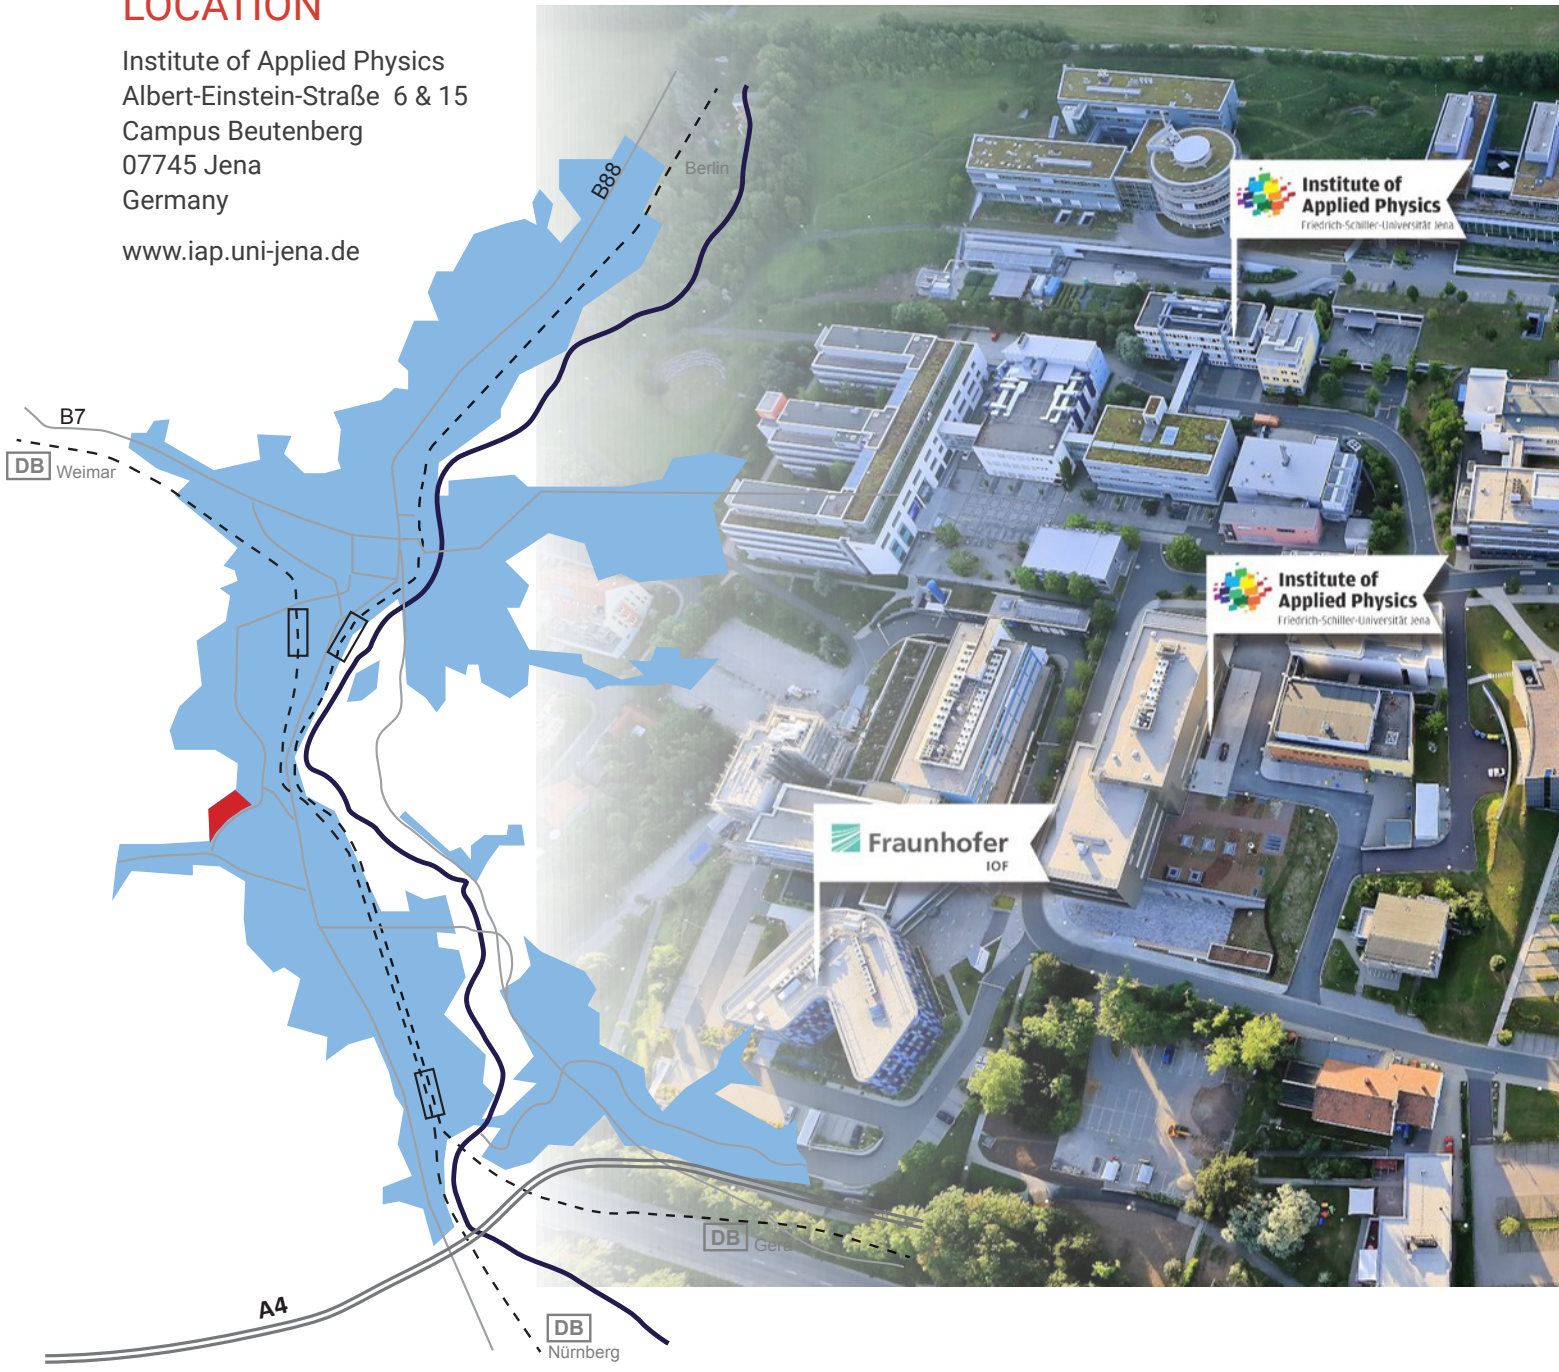 LOCATION
Institute of Applied Physics
Albert-Einstein-Straße 6 & 15
Campus Beutenberg
07745 Jena
Germany
www.iap.uni-jena.de
Berlin
B88
B7
DB Weimar
Institute of
Applied Physics
Friedrich-Schiller-Universität Jena
Institute of
Applied Physics
Friedrich-Schiller-Universität Jena
Fraunhofer
IOF
DB Gera
A4
DB
Nürnberg